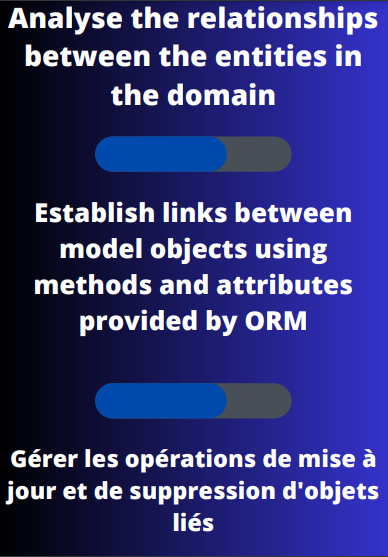 Analyse the relationships
between the entities in
the domain
Establish links between
model objects using
methods and attributes
provided by ORM
Gérer les opérations de mise à
jour et de suppression d'objets
liés